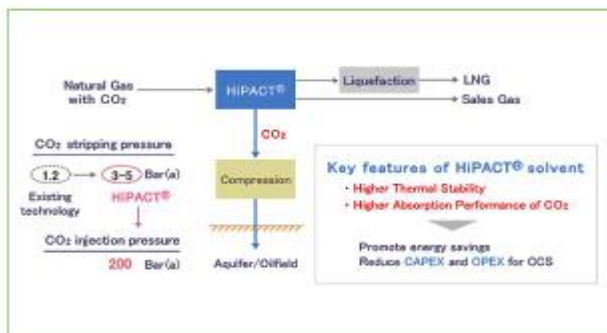 Natural Gas
with CO₂
HiPACT®
Liquefaction
LNG
Sales Gas
CO₂
CO₂ stripping pressure
1.2
3-5 Bar(a)
Existing
technology
HiPACT®
Compression
CO₂ injection pressure
200 Bar(a)
Aquifer/Oilfield
Key features of HiPACT® solvent
・Higher Thermal Stability
・Higher Absorption Performance of CO₂
Promote energy savings
Reduce CAPEX and OPEX for CCS